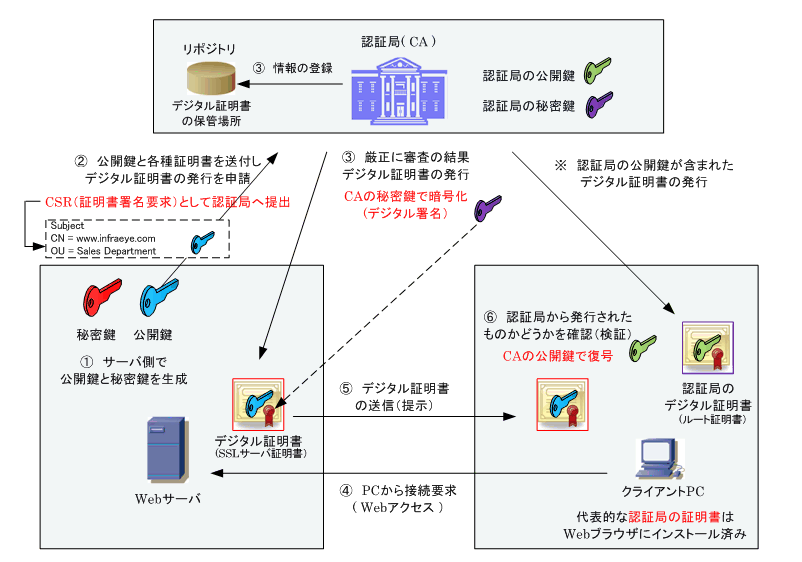 認証局( CA )
リポジトリ
③ 情報の登録
デジタル証明書
の保管場所
認証局の公開鍵
認証局の秘密鍵
② 公開鍵と各種証明書を送付し
デジタル証明書の発行を申請
CSR(証明書署名要求)として認証局へ提出
Subject
CN = www.infraeye.com
OU = Sales Department
③ 厳正に審査の結果
デジタル証明書の発行
CAの秘密鍵で暗号化
(デジタル署名)
※ 認証局の公開鍵が含まれた
デジタル証明書の発行
秘密鍵
公開鍵
① サーバ側で
公開鍵と秘密鍵を生成
デジタル証明書
(SSLサーバ証明書)
Webサーバ
⑤ デジタル証明書
の送信(提示)
④ PCから接続要求
( Webアクセス )
⑥ 認証局から発行された
ものかどうかを確認(検証)
CAの公開鍵で復号
認証局の
デジタル証明書
(ルート証明書)
クライアントPC
代表的な認証局の証明書は
Webブラウザにインストール済み